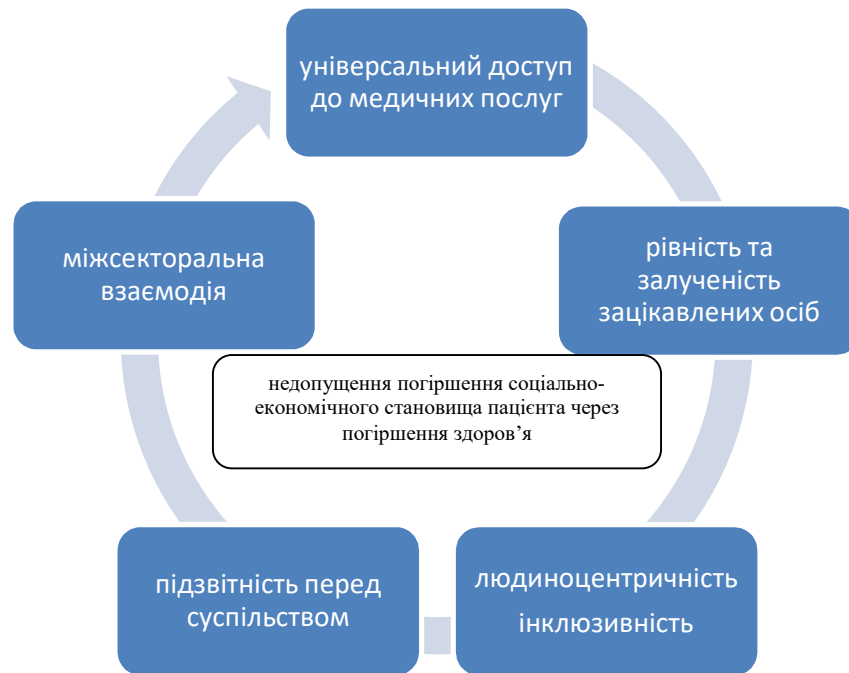 універсальний доступ
до медичних послуг
рівність та
залученість
зацікавлених осіб
людиноцентричність
інклюзивність
підзвітність перед
суспільством
міжсекторальна
взаємодія
недопущення погіршення соціально-
економічного становища пацієнта через
погіршення здоров’я